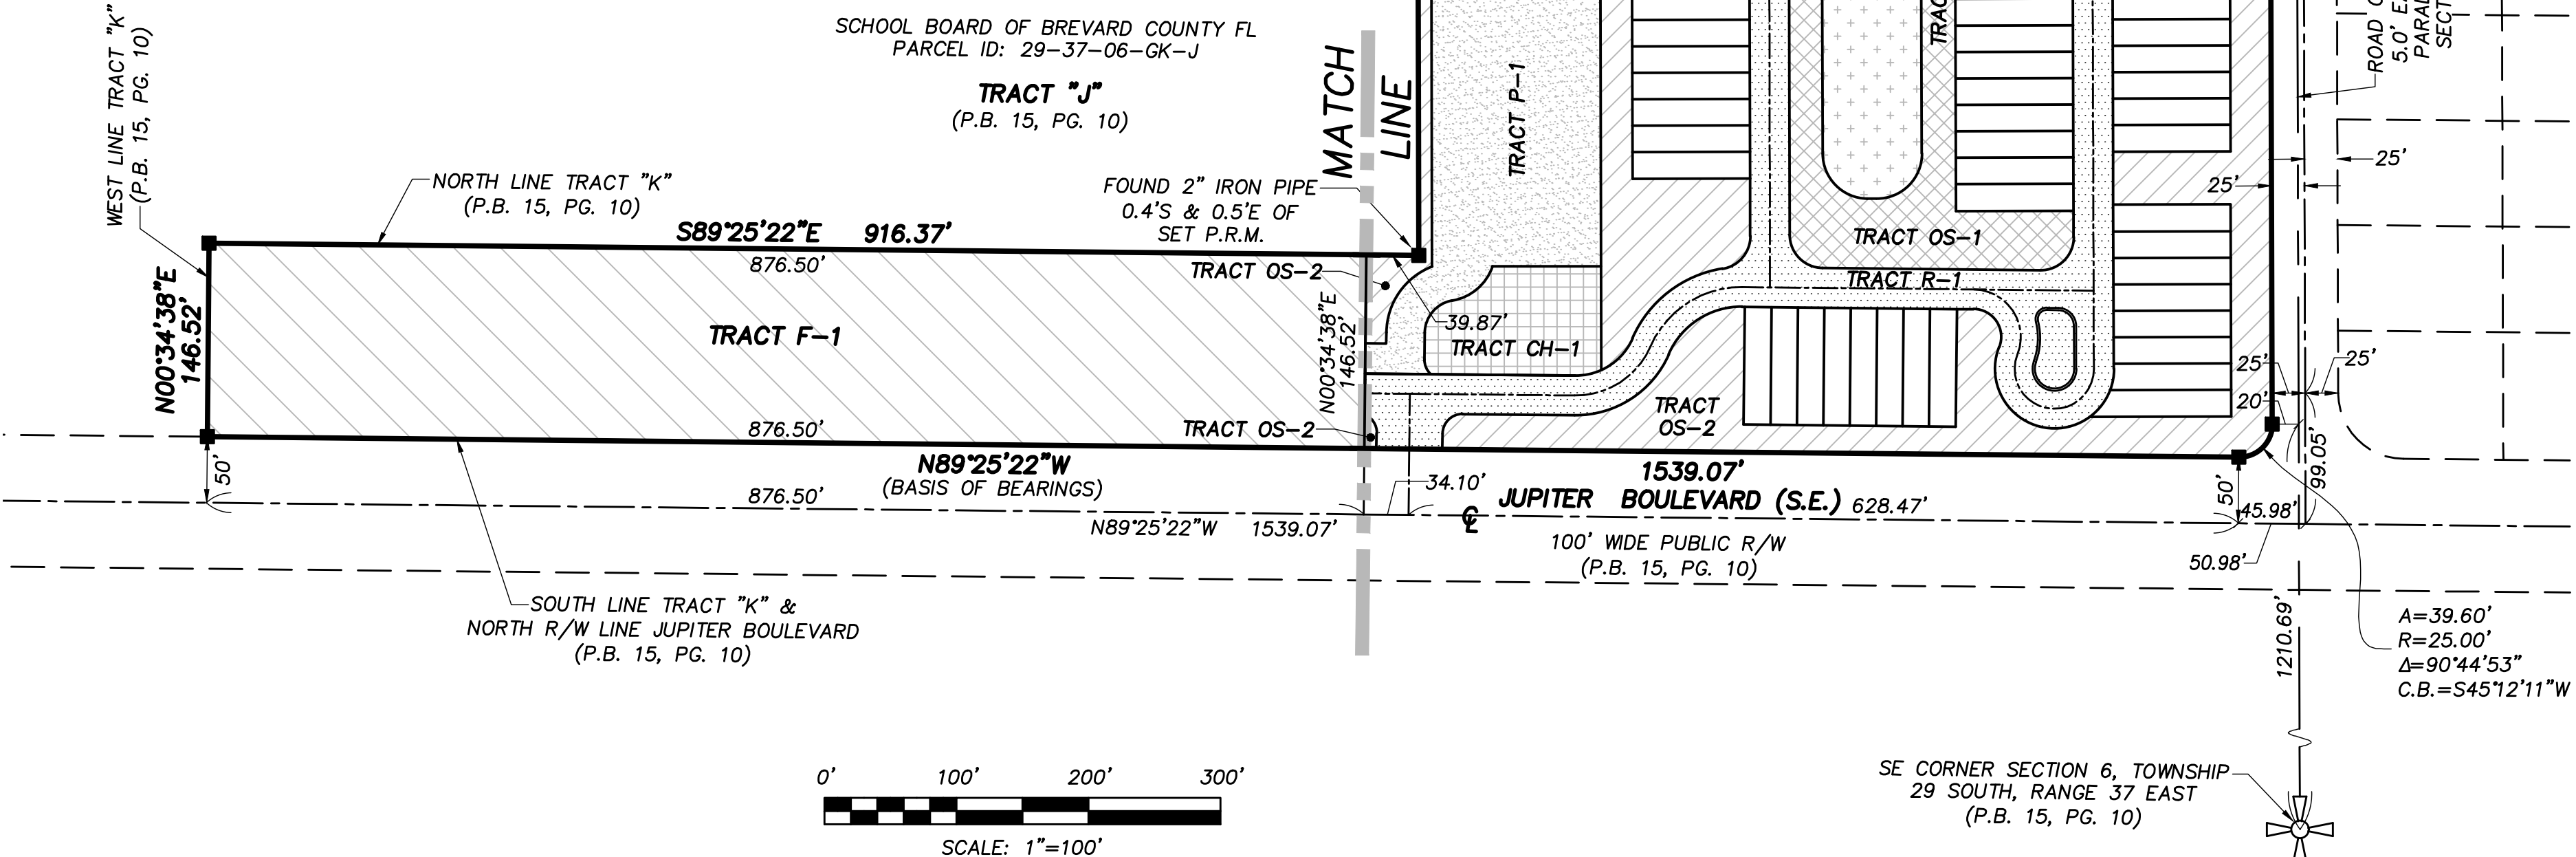 WEST LINE TRACT "K"
(P.B. 15, PG. 10)
SCHOOL BOARD OF BREVARD COUNTY FL
PARCEL ID: 29-37-06-GK-J
TRACT "J"
(P.B. 15, PG. 10)
MATCH
LINE
NORTH LINE TRACT "K"
(P.B. 15, PG. 10)
FOUND 2" IRON PIPE
0.4'S & 0.5'E OF
SET P.R.M.
S89°25'22"E 916.37'
876.50'
TRACT OS-2
N00°34'38"E
146.52'
TRACT F-1
N00°34'38"E
146.52'
876.50'
TRACT OS-2
50'
N89°25'22"W
(BASIS OF BEARINGS)
876.50'
N89°25'22"W 1539.07'
SOUTH LINE TRACT "K" &
NORTH R/W LINE JUPITER BOULEVARD
(P.B. 15, PG. 10)
TRACT P-1
TRACT OS-1
TRACT R-1
39.87'
TRACT CH-1
TRACT
OS-2
34.10'
1539.07'
JUPITER BOULEVARD (S.E.)
628.47'
℄
100' WIDE PUBLIC R/W
(P.B. 15, PG. 10)
5.0'
25'
25'
25'
25'
20'
99.05'
50'
45.98'
50.98'
1210.69'
A=39.60'
R=25.00'
Δ=90°44'53"
C.B.=S45°12'11"W
SE CORNER SECTION 6, TOWNSHIP
29 SOUTH, RANGE 37 EAST
(P.B. 15, PG. 10)
0' 100' 200' 300'
SCALE: 1"=100'